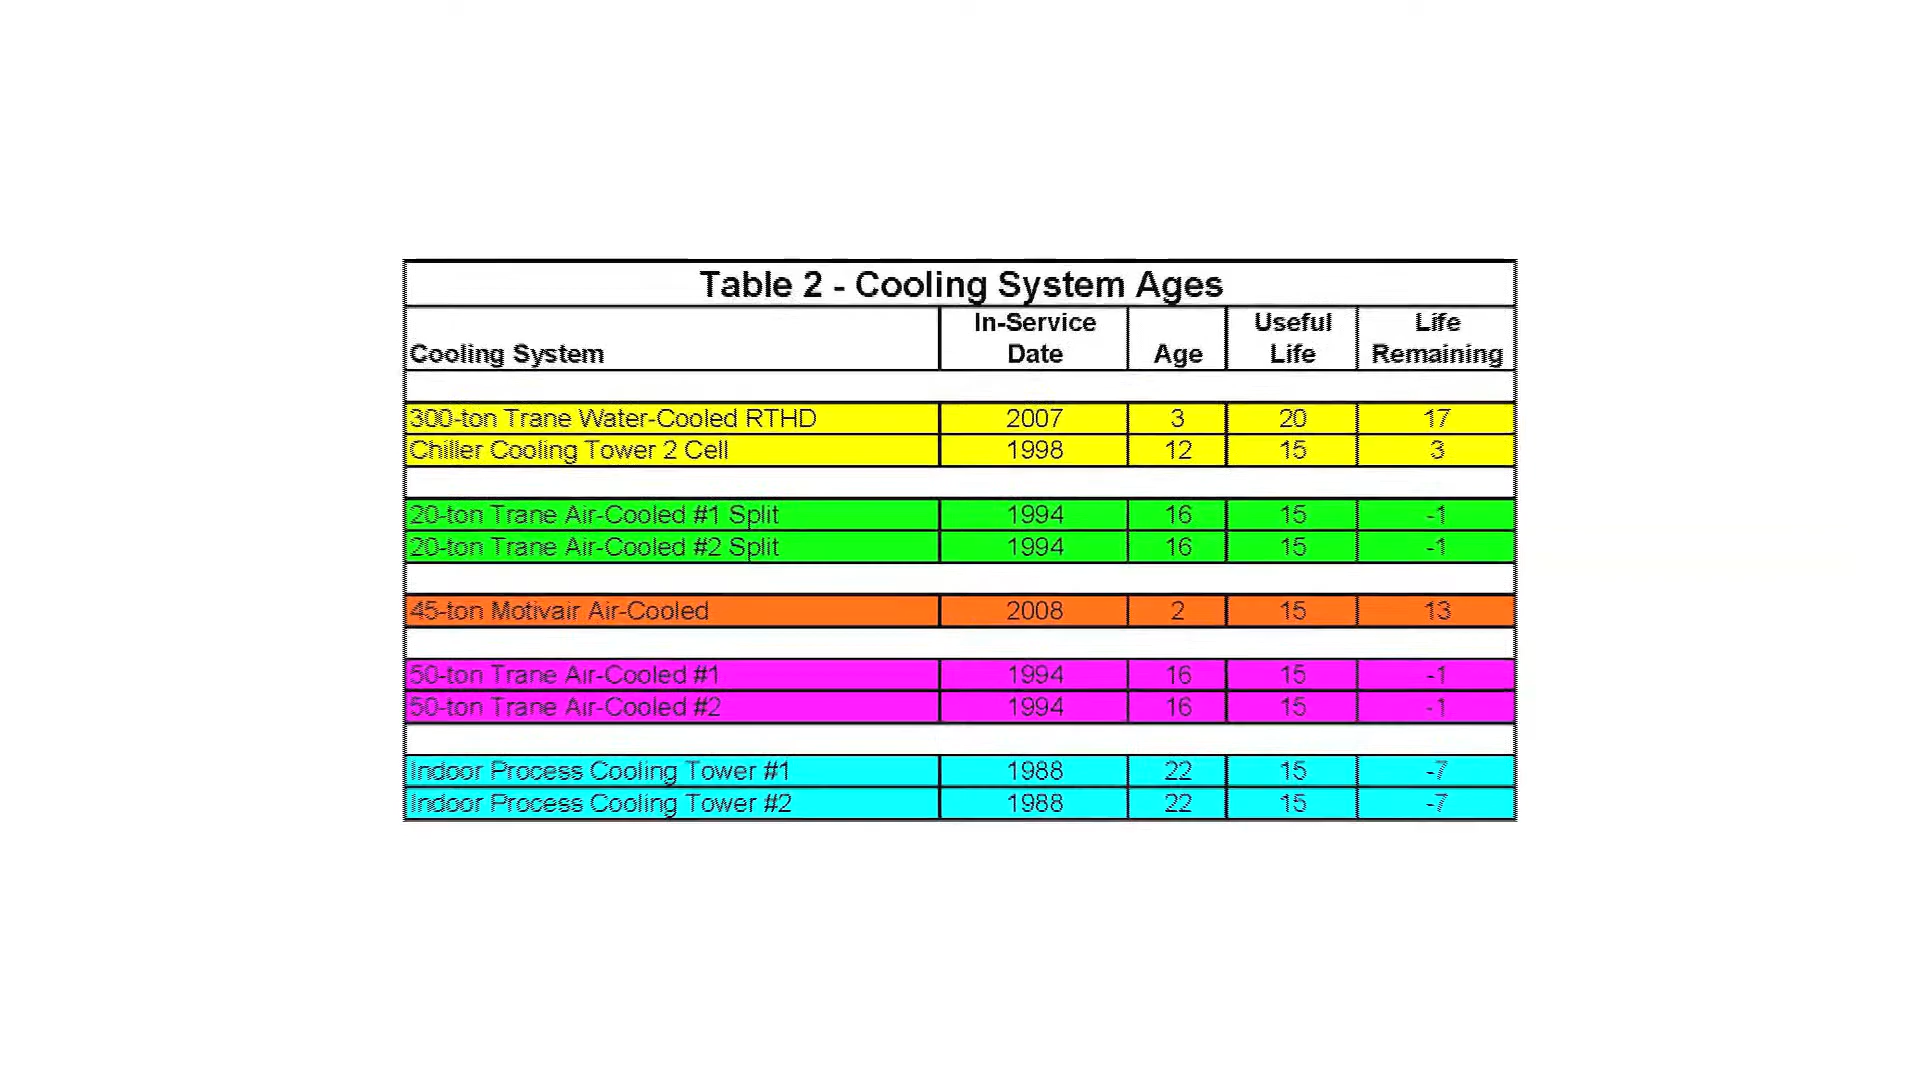 Table 2 - Cooling System Ages
Cooling System In-Service Date Age Useful Life Life Remaining
300-ton Trane Water-Cooled RTHD 2007 3 20 17
Chiller Cooling Tower 2 Cell 1998 12 15 3
20-ton Trane Air-Cooled #1 Split 1994 16 15 -1
20-ton Trane Air-Cooled #2 Split 1994 16 15 -1
45-ton Motivair Air-Cooled 2008 2 15 13
50-ton Trane Air-Cooled #1 1994 16 15 -1
50-ton Trane Air-Cooled #2 1994 16 15 -1
Indoor Process Cooling Tower #1 1988 22 15 -7
Indoor Process Cooling Tower #2 1988 22 15 -7